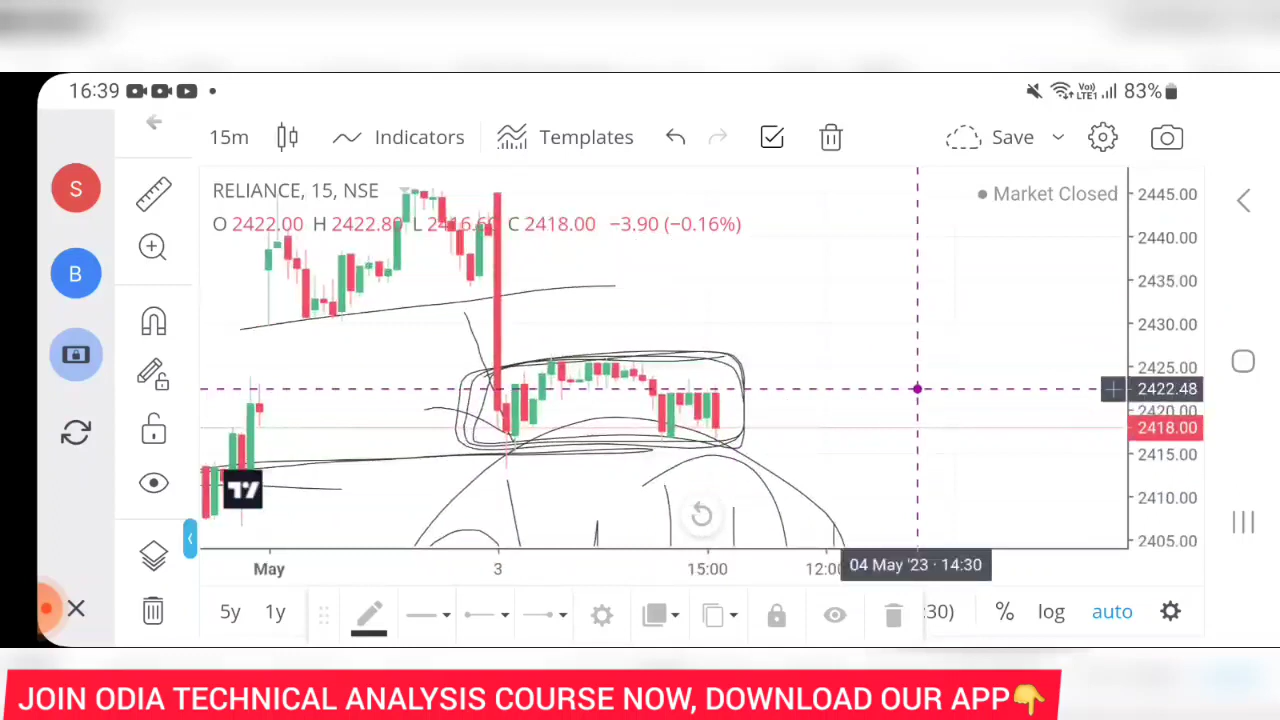 16:39 83%
15m Indicators Templates Save
S
B
RELIANCE, 15, NSE
Market Closed
O 2422.00 H 2422.80 C 2418.00 −3.90 (−0.16%)
2445.00
2440.00
2435.00
2430.00
2425.00
2422.48
2420.00
2418.00
2415.00
2410.00
2405.00
May 3 15:00 04 May '23 · 14:30
5y 1y :30) % log auto
JOIN ODIA TECHNICAL ANALYSIS COURSE NOW, DOWNLOAD OUR APP👇